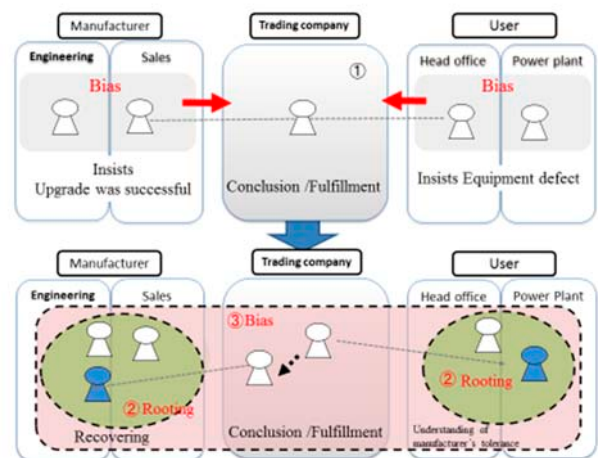 Manufacturer
Trading company
User
Engineering
Sales
Head office
Power plant
①
Bias
Bias
Insists
Upgrade was successful
Conclusion /Fulfillment
Insists Equipment defect
Manufacturer
Trading company
User
Engineering
Sales
Head office
Power Plant
③Bias
②Rooting
②Rooting
Recovering
Conclusion /Fulfillment
Understanding of
manufacturer's tolerance